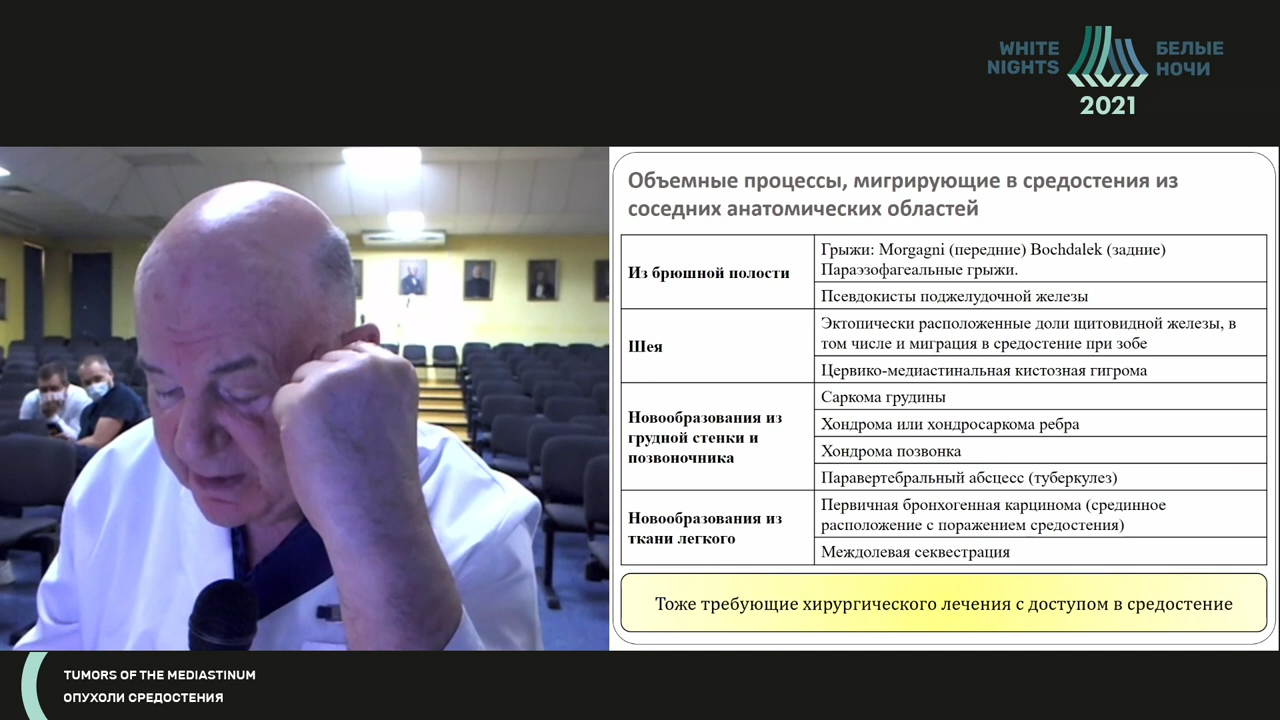 WHITE NIGHTS
БЕЛЫЕ НОЧИ
2021
Объемные процессы, мигрирующие в средостения из
соседних анатомических областей
Из брюшной полости
Грыжи: Morgagni (передние) Bochdalek (задние)
Параэзофагеальные грыжи.
Псевдокисты поджелудочной железы
Шея
Эктопически расположенные доли щитовидной железы, в
том числе и миграция в средостение при зобе
Цервико-медиастинальная кистозная гигрома
Новообразования из
грудной стенки и
позвоночника
Саркома грудины
Хондрома или хондросаркома ребра
Хондрома позвонка
Паравертебральный абсцесс (туберкулез)
Новообразования из
ткани легкого
Первичная бронхогенная карцинома (срединное
расположение с поражением средостения)
Междолевая секвестрация
Тоже требующие хирургического лечения с доступом в средостение
TUMORS OF THE MEDIASTINUM
ОПУХОЛИ СРЕДОСТЕНИЯ